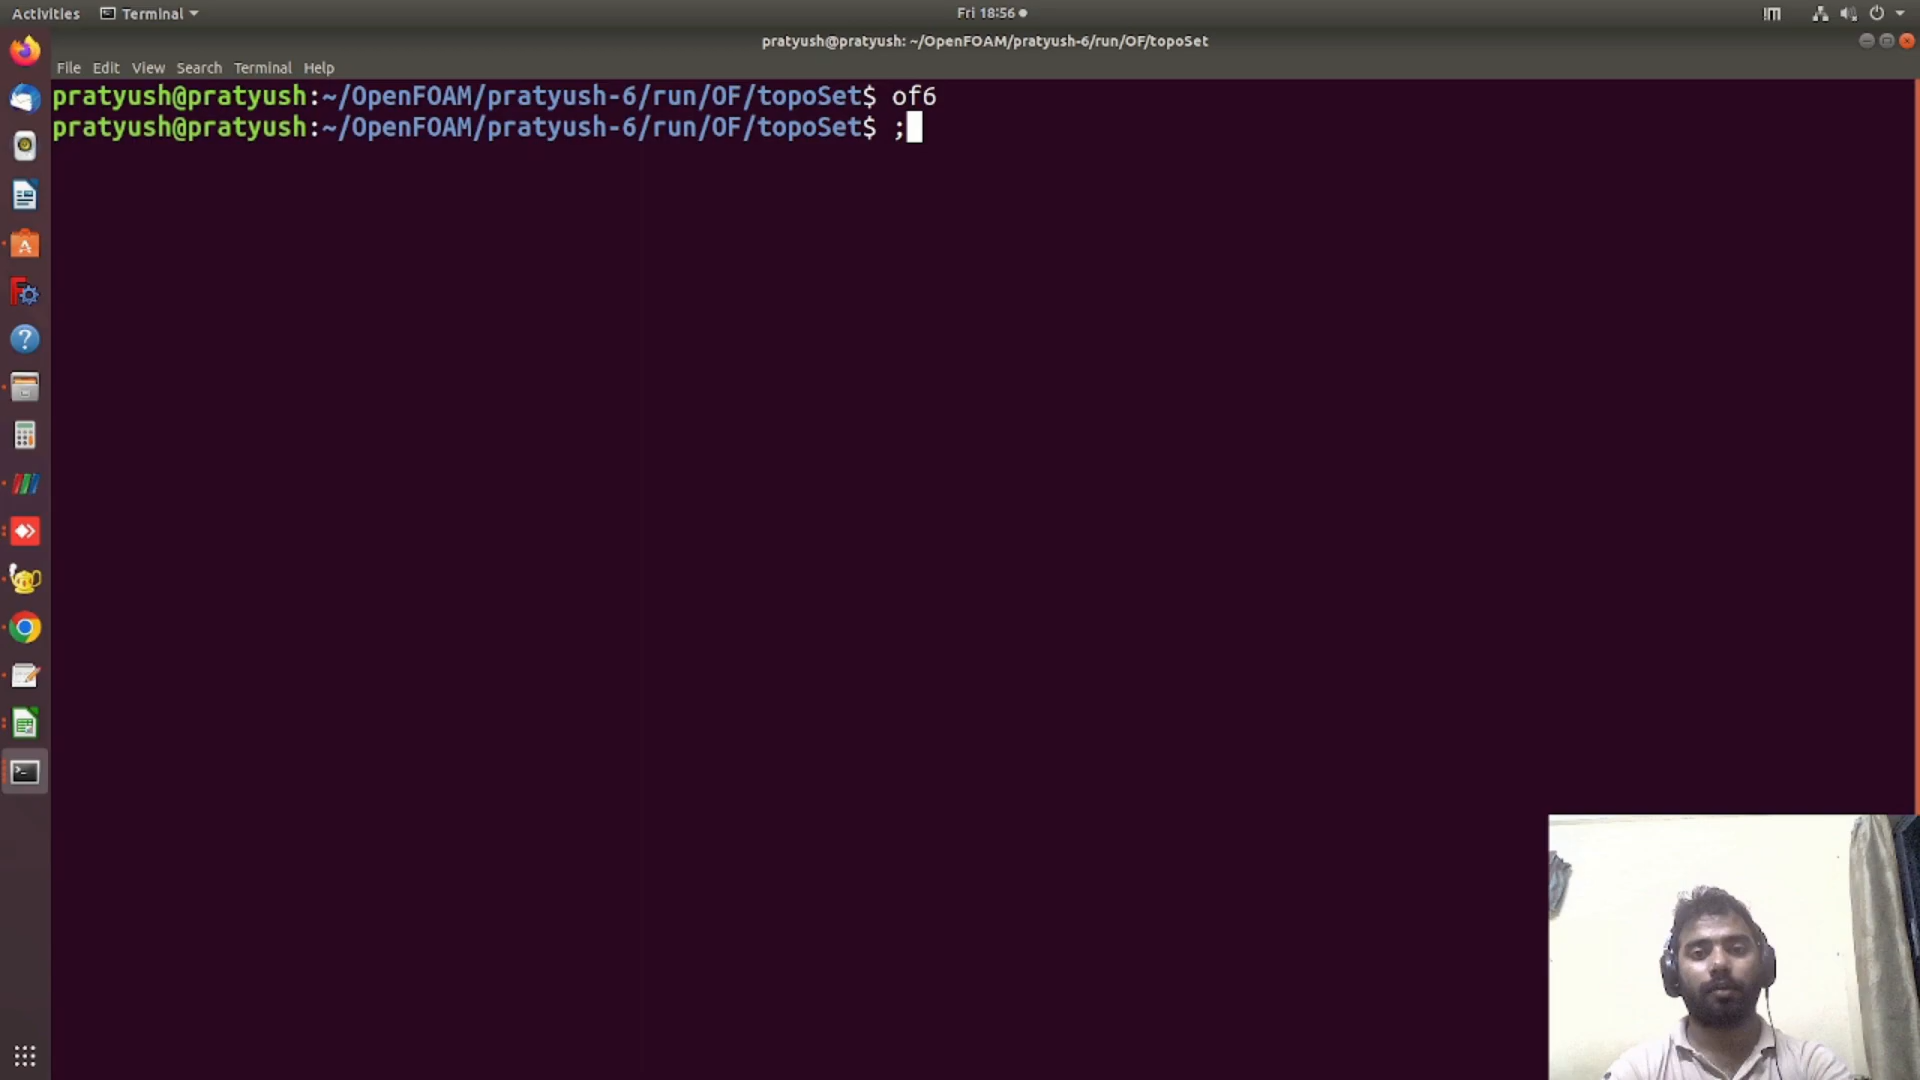 Activities Terminal Fri 18:56
pratyush@pratyush: ~/OpenFOAM/pratyush-6/run/OF/topoSet
File Edit View Search Terminal Help
pratyush@pratyush:~/OpenFOAM/pratyush-6/run/OF/topoSet$ of6
pratyush@pratyush:~/OpenFOAM/pratyush-6/run/OF/topoSet$ ;